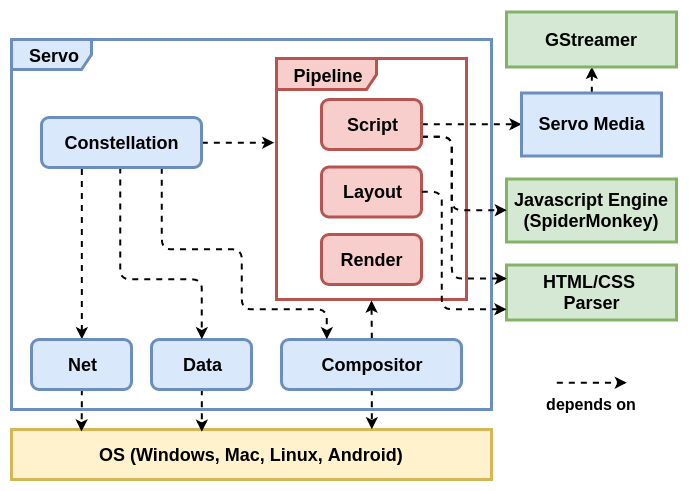 Servo
Pipeline
GStreamer
Constellation
Script
Servo Media
Layout
Javascript Engine
(SpiderMonkey)
Render
HTML/CSS
Parser
Net
Data
Compositor
depends on
OS (Windows, Mac, Linux, Android)